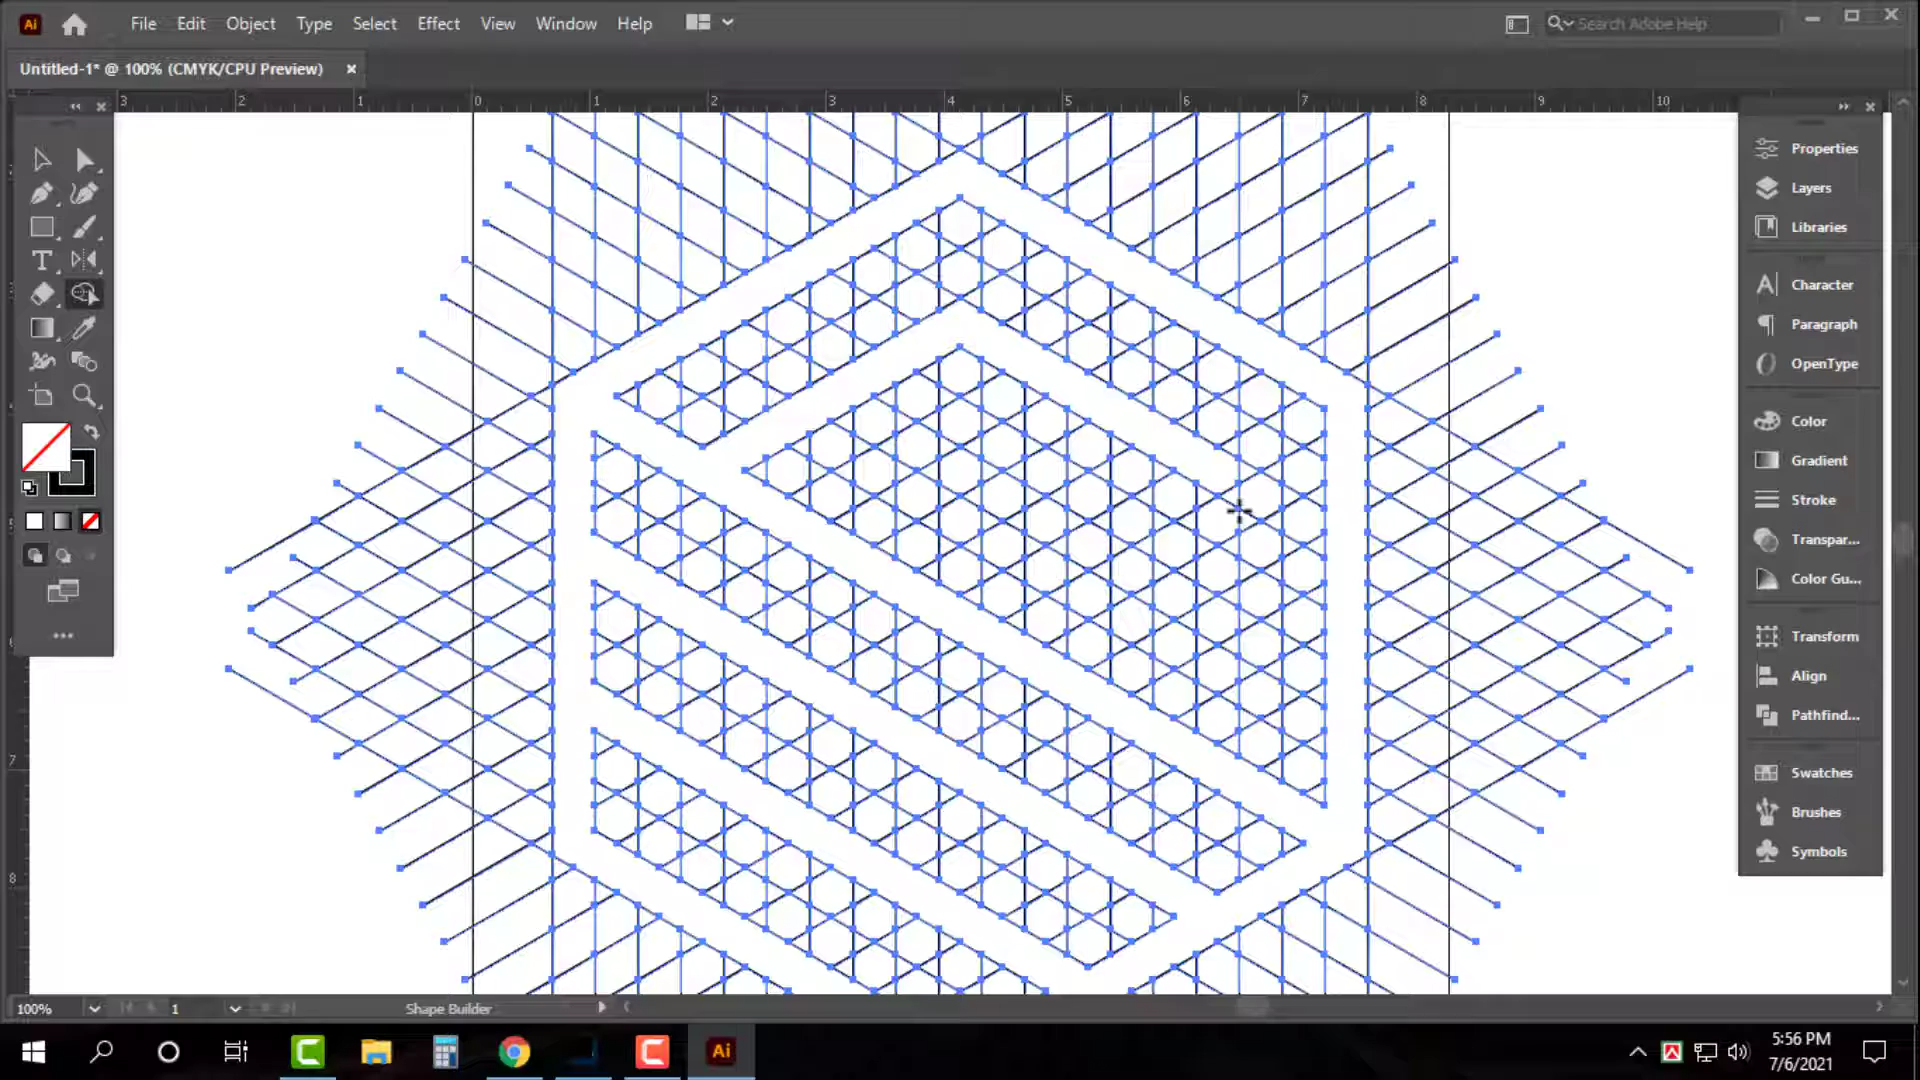 Ai File Edit Object Type Select Effect View Window Help Search Adobe Help
Untitled-1* @ 100% (CMYK/CPU Preview) ×
3 2 1 0 1 2 3 4 5 6 7 8 9 10
Properties
Layers
Libraries
Character
Paragraph
OpenType
Color
Gradient
Stroke
Transpar...
Color Gu...
Transform
Align
Pathfind...
Swatches
Brushes
Symbols
7
8
100% 1 Shape Builder
Ai
5:56 PM
7/6/2021